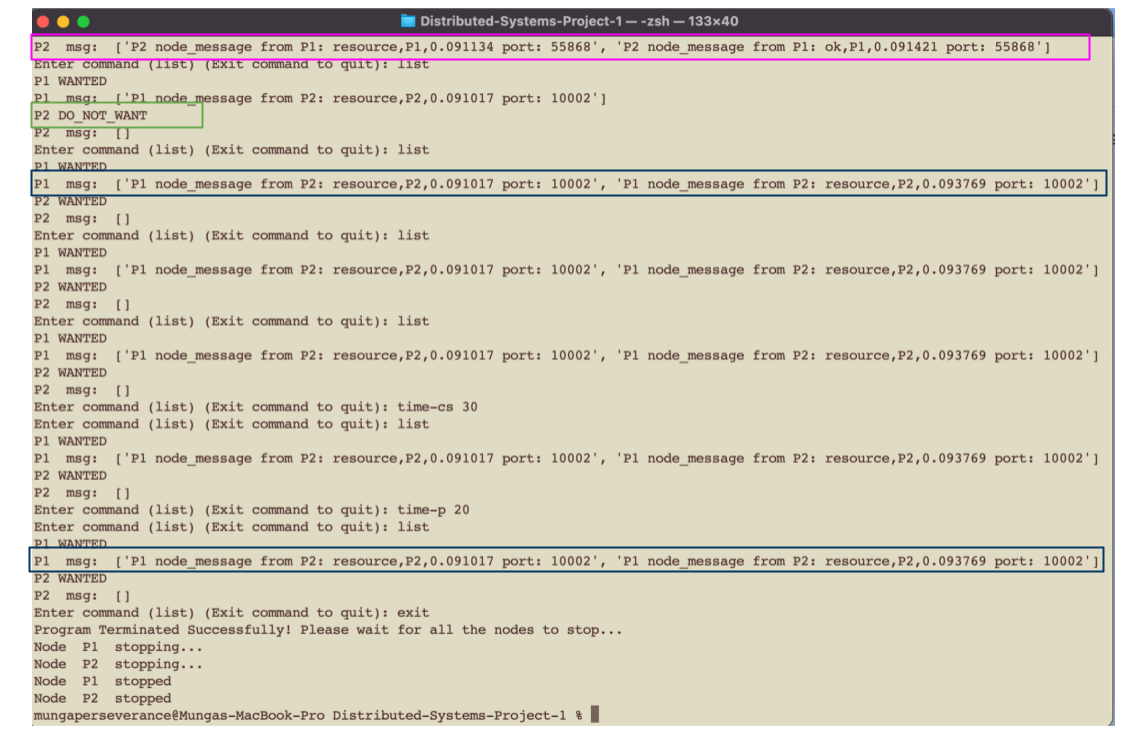 Distributed-Systems-Project-1 — -zsh — 133×40
P2  msg:  ['P2 node_message from P1: resource,P1,0.091134 port: 55868', 'P2 node_message from P1: ok,P1,0.091421 port: 55868']
Enter command (list) (Exit command to quit): list
P1 WANTED
P1  msg:  ['P1 node_message from P2: resource,P2,0.091017 port: 10002']
P2 DO_NOT_WANT
P2  msg:  []
Enter command (list) (Exit command to quit): list
P1 WANTED
P1  msg:  ['P1 node_message from P2: resource,P2,0.091017 port: 10002', 'P1 node_message from P2: resource,P2,0.093769 port: 10002']
P2 WANTED
P2  msg:  []
Enter command (list) (Exit command to quit): list
P1 WANTED
P1  msg:  ['P1 node_message from P2: resource,P2,0.091017 port: 10002', 'P1 node_message from P2: resource,P2,0.093769 port: 10002']
P2 WANTED
P2  msg:  []
Enter command (list) (Exit command to quit): list
P1 WANTED
P1  msg:  ['P1 node_message from P2: resource,P2,0.091017 port: 10002', 'P1 node_message from P2: resource,P2,0.093769 port: 10002']
P2 WANTED
P2  msg:  []
Enter command (list) (Exit command to quit): time-cs 30
Enter command (list) (Exit command to quit): list
P1 WANTED
P1  msg:  ['P1 node_message from P2: resource,P2,0.091017 port: 10002', 'P1 node_message from P2: resource,P2,0.093769 port: 10002']
P2 WANTED
P2  msg:  []
Enter command (list) (Exit command to quit): time-p 20
Enter command (list) (Exit command to quit): list
P1 WANTED
P1  msg:  ['P1 node_message from P2: resource,P2,0.091017 port: 10002', 'P1 node_message from P2: resource,P2,0.093769 port: 10002']
P2 WANTED
P2  msg:  []
Enter command (list) (Exit command to quit): exit
Program Terminated Successfully! Please wait for all the nodes to stop...
Node  P1  stopping...
Node  P2  stopping...
Node  P1  stopped
Node  P2  stopped
mungaperseverance@Mungas-MacBook-Pro Distributed-Systems-Project-1 %